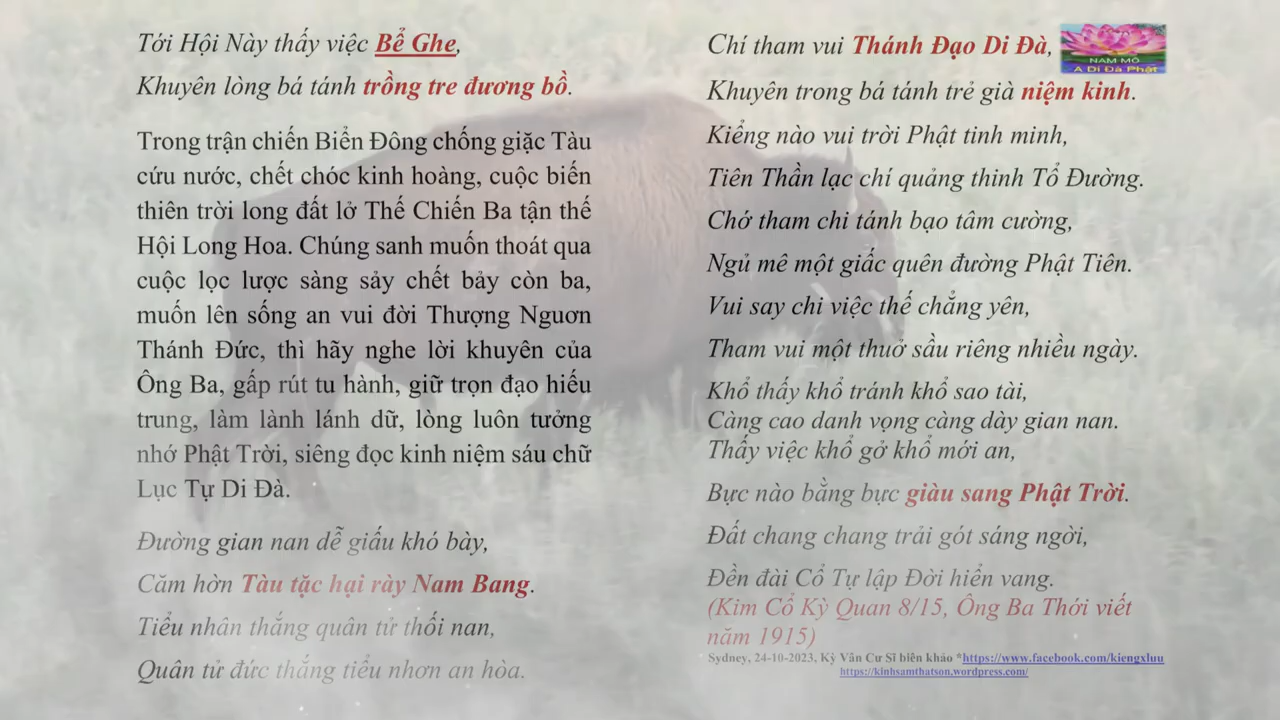 Tới Hội Này thấy việc Bể Ghe,
Khuyên lòng bá tánh trồng tre đương bồ.
Trong trận chiến Biển Đông chống giặc Tàu
cứu nước, chết chóc kinh hoàng, cuộc biến
thiên trời long đất lở Thế Chiến Ba tận thế
Hội Long Hoa. Chúng sanh muốn thoát qua
cuộc lọc lược sàng sảy chết bảy còn ba,
muốn lên sống an vui đời Thượng Nguơn
Thánh Đức, thì hãy nghe lời khuyên của
Ông Ba, gấp rút tu hành, giữ trọn đạo hiếu
trung, làm lành lánh dữ, lòng luôn tưởng
nhớ Phật Trời, siêng đọc kinh niệm sáu chữ
Lục Tự Di Đà.
Đường gian nan dễ giấu khó bày,
Căm hờn Tàu tặc hại rày Nam Bang.
Tiểu nhân thắng quân tử thối nan,
Quân tử đức thắng tiểu nhơn an hòa.
Chí tham vui Thánh Đạo Di Đà,
NAM MÔ
A Di Đà Phật
Khuyên trong bá tánh trẻ già niệm kinh.
Kiểng nào vui trời Phật tinh minh,
Tiên Thần lạc chí quảng thinh Tổ Đường.
Chớ tham chi tánh bạo tâm cường,
Ngủ mê một giấc quên đường Phật Tiên.
Vui say chi việc thế chẳng yên,
Tham vui một thuở sầu riêng nhiều ngày.
Khổ thấy khổ tránh khổ sao tài,
Càng cao danh vọng càng dày gian nan.
Thấy việc khổ gở khổ mới an,
Bực nào bằng bực giàu sang Phật Trời.
Đất chang chang trải gót sáng ngời,
Đền đài Cổ Tự lập Đời hiển vang.
(Kim Cổ Kỳ Quan 8/15, Ông Ba Thới viết
năm 1915)
Sydney, 24-10-2023, Kỳ Vân Cư Sĩ biên khảo *https://www.facebook.com/kiengxluu
https://kinhsamthatson.wordpress.com/